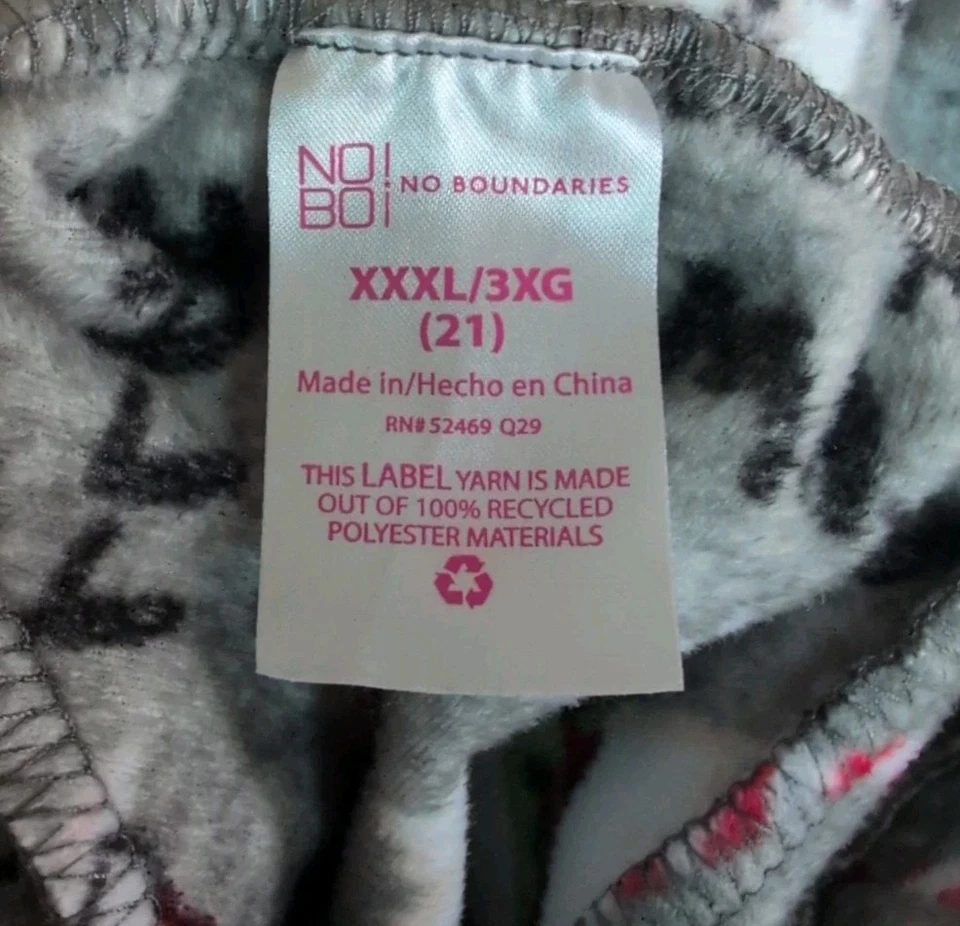 NO!
BO!
NO BOUNDARIES
XXXL/3XG
(21)
Made in/Hecho en China
RN# 52469 Q29
THIS LABEL YARN IS MADE
OUT OF 100% RECYCLED
POLYESTER MATERIALS